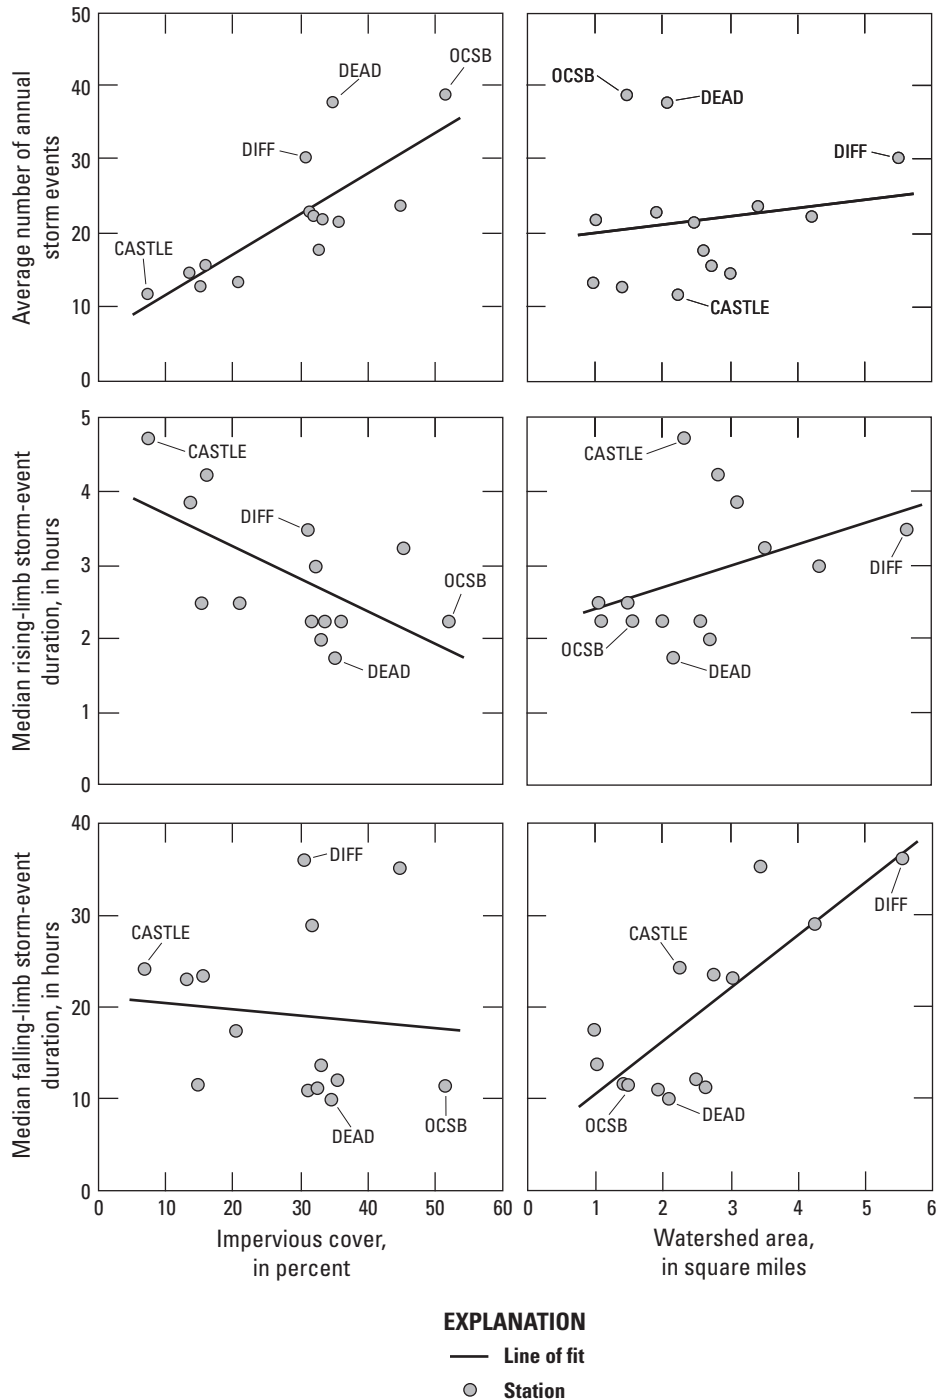 Average number of annual
storm events
50
40
30
20
10
0
DEAD
OCSB
DIFF
CASTLE
OCSB
DEAD
DIFF
CASTLE
Median rising-limb storm-event
duration, in hours
5
4
3
2
1
0
CASTLE
DIFF
OCSB
DEAD
CASTLE
DIFF
OCSB
DEAD
Median falling-limb storm-event
duration, in hours
40
30
20
10
0
DIFF
CASTLE
DEAD
OCSB
CASTLE
DIFF
OCSB
DEAD
0 10 20 30 40 50 60
Impervious cover,
in percent
0 1 2 3 4 5 6
Watershed area,
in square miles
EXPLANATION
Line of fit
Station